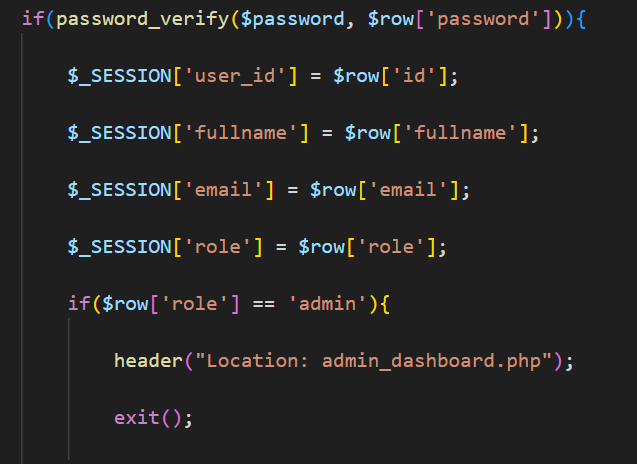 if(password_verify($password, $row['password'])){
$_SESSION['user_id'] = $row['id'];
$_SESSION['fullname'] = $row['fullname'];
$_SESSION['email'] = $row['email'];
$_SESSION['role'] = $row['role'];
if($row['role'] == 'admin'){
header("Location: admin_dashboard.php");
exit();